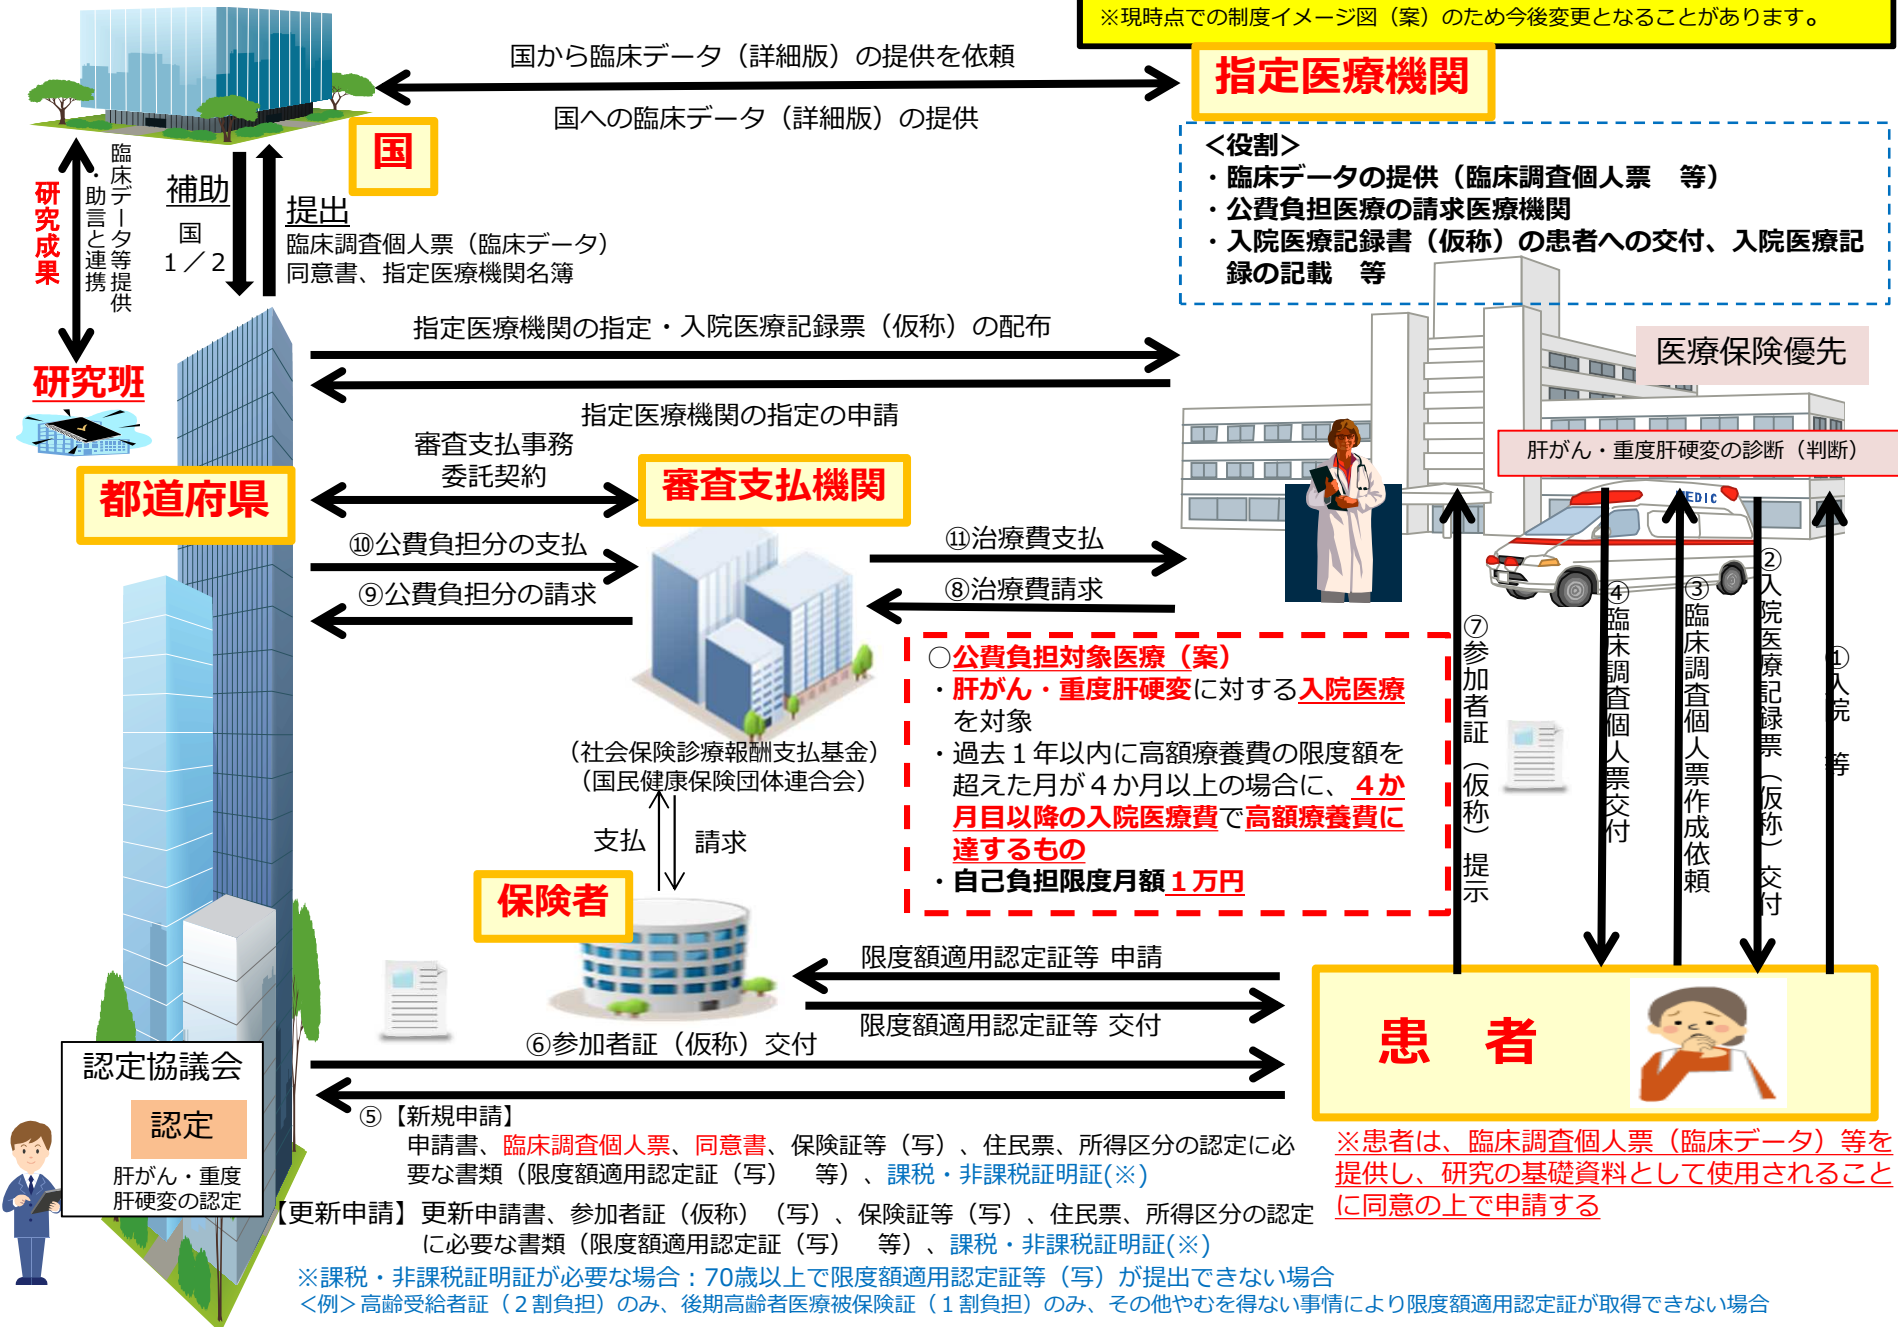 ※現時点での制度イメージ図（案）のため今後変更となることがあります。
国から臨床データ（詳細版）の提供を依頼
国への臨床データ（詳細版）の提供
指定医療機関
国
＜役割＞
・臨床データの提供（臨床調査個人票　等）
・公費負担医療の請求医療機関
・入院医療記録書（仮称）の患者への交付、入院医療記
録の記載　等
研究成果
臨床データ等提供
・助言と連携
補助
国
１／２
提出
臨床調査個人票（臨床データ）
同意書、指定医療機関名簿
研究班
指定医療機関の指定・入院医療記録票（仮称）の配布
指定医療機関の指定の申請
医療保険優先
肝がん・重度肝硬変の診断（判断）
MEDIC
審査支払事務
委託契約
都道府県
審査支払機関
⑩公費負担分の支払
⑨公費負担分の請求
⑪治療費支払
⑧治療費請求
（社会保険診療報酬支払基金）
（国民健康保険団体連合会）
支払
請求
○公費負担対象医療（案）
・肝がん・重度肝硬変に対する入院医療
を対象
・過去１年以内に高額療養費の限度額を
超えた月が４か月以上の場合に、４か
月目以降の入院医療費で高額療養費に
達するもの
・自己負担限度月額１万円
⑦参加者証（仮称）提示
④臨床調査個人票交付
③臨床調査個人票作成依頼
②入院医療記録票（仮称）交付
①入院　等
保険者
限度額適用認定証等 申請
限度額適用認定証等 交付
⑥参加者証（仮称）交付
患　者
認定協議会
認定
肝がん・重度
肝硬変の認定
⑤【新規申請】
申請書、臨床調査個人票、同意書、保険証等（写）、住民票、所得区分の認定に必
要な書類（限度額適用認定証（写）　等）、課税・非課税証明証(※)
【更新申請】更新申請書、参加者証（仮称）（写）、保険証等（写）、住民票、所得区分の認定
に必要な書類（限度額適用認定証（写）　等）、課税・非課税証明証(※)
※患者は、臨床調査個人票（臨床データ）等を
提供し、研究の基礎資料として使用されること
に同意の上で申請する
※課税・非課税証明証が必要な場合：70歳以上で限度額適用認定証等（写）が提出できない場合
＜例＞高齢受給者証（２割負担）のみ、後期高齢者医療被保険証（１割負担）のみ、その他やむを得ない事情により限度額適用認定証が取得できない場合